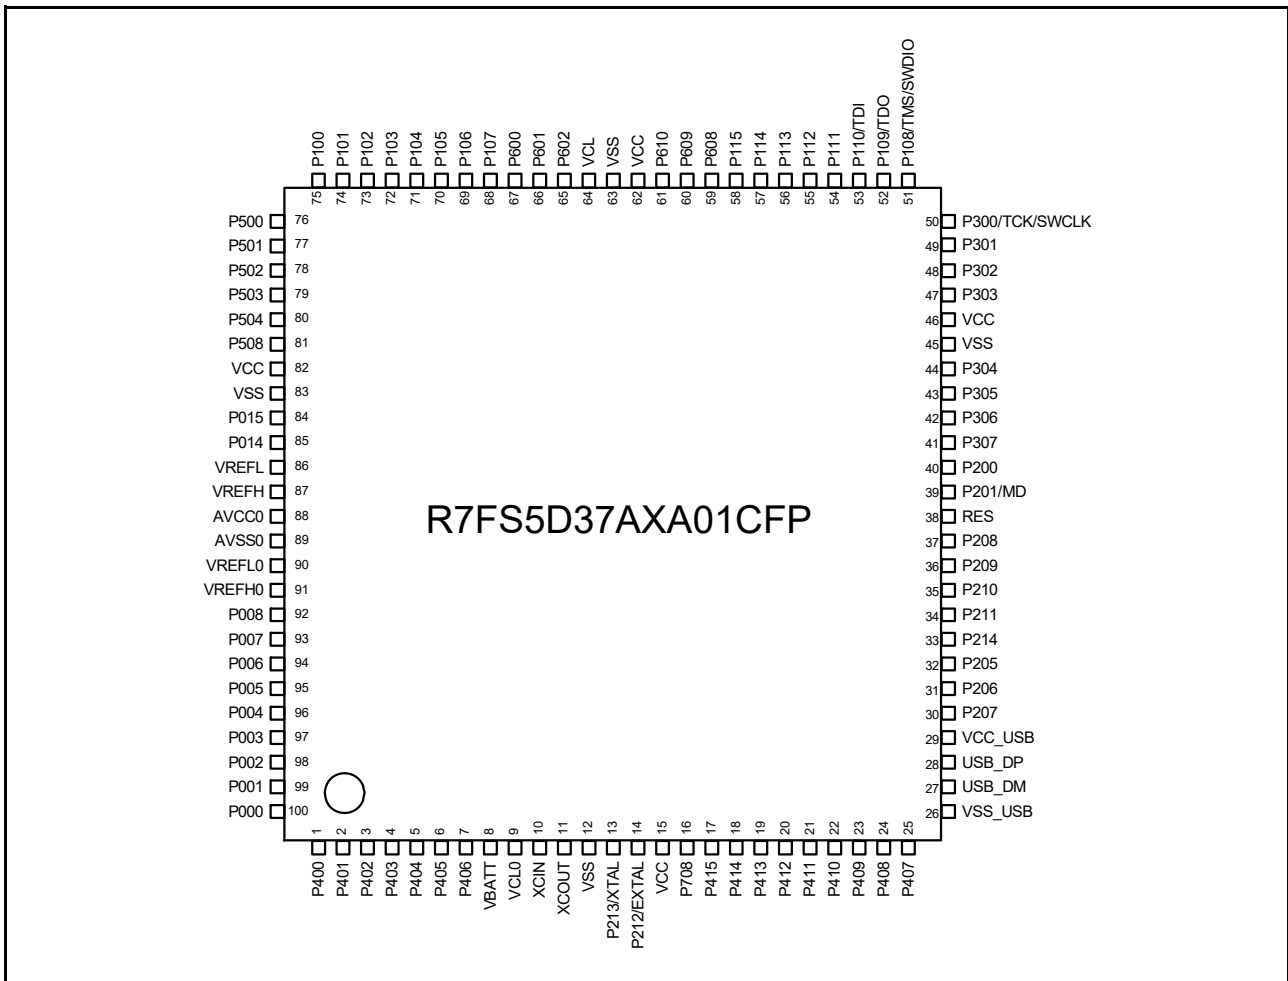 P100
P101
P102
P103
P104
P105
P106
P107
P600
P601
P602
VCL
VSS
VCC
P610
P609
P608
P115
P114
P113
P112
P111
P110/TDI
P109/TDO
P108/TMS/SWDIO
75
74
73
72
71
70
69
68
67
66
65
64
63
62
61
60
59
58
57
56
55
54
53
52
51
P500 76
P501 77
P502 78
P503 79
P504 80
P508 81
VCC 82
VSS 83
P015 84
P014 85
VREFL 86
VREFH 87
AVCC0 88
AVSS0 89
VREFL0 90
VREFH0 91
P008 92
P007 93
P006 94
P005 95
P004 96
P003 97
P002 98
P001 99
P000 100
R7FS5D37AXA01CFP
50 P300/TCK/SWCLK
49 P301
48 P302
47 P303
46 VCC
45 VSS
44 P304
43 P305
42 P306
41 P307
40 P200
39 P201/MD
38 RES
37 P208
36 P209
35 P210
34 P211
33 P214
32 P205
31 P206
30 P207
29 VCC_USB
28 USB_DP
27 USB_DM
26 VSS_USB
1
2
3
4
5
6
7
8
9
10
11
12
13
14
15
16
17
18
19
20
21
22
23
24
25
P400
P401
P402
P403
P404
P405
P406
VBATT
VCL0
XCIN
XCOUT
VSS
P213/XTAL
P212/EXTAL
VCC
P708
P415
P414
P413
P412
P411
P410
P409
P408
P407